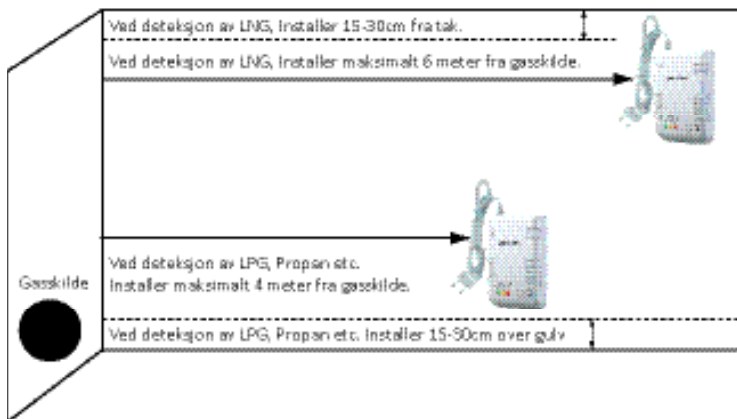 Ved deteksjon av LNG, Installer 15-30cm fra tak.
Ved deteksjon av LNG, Installer maksimalt 6 meter fra gasskilde.
Ved deteksjon av LPG, Propan etc.
Installer maksimalt 4 meter fra gasskilde.
Gasskilde
Ved deteksjon av LPG, Propan etc. Installer 15-30cm over gulv